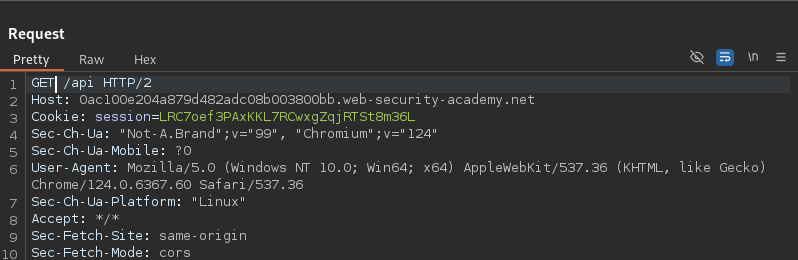 Request
Pretty Raw Hex
\n
1 GET /api HTTP/2
2 Host: 0ac100e204a879d482adc08b003800bb.web-security-academy.net
3 Cookie: session=LRC7oef3PAxKKL7RCwxgZqjRTSt8m36L
4 Sec-Ch-Ua: "Not-A.Brand";v="99", "Chromium";v="124"
5 Sec-Ch-Ua-Mobile: ?0
6 User-Agent: Mozilla/5.0 (Windows NT 10.0; Win64; x64) AppleWebKit/537.36 (KHTML, like Gecko)
Chrome/124.0.6367.60 Safari/537.36
7 Sec-Ch-Ua-Platform: "Linux"
8 Accept: */*
9 Sec-Fetch-Site: same-origin
10 Sec-Fetch-Mode: cors